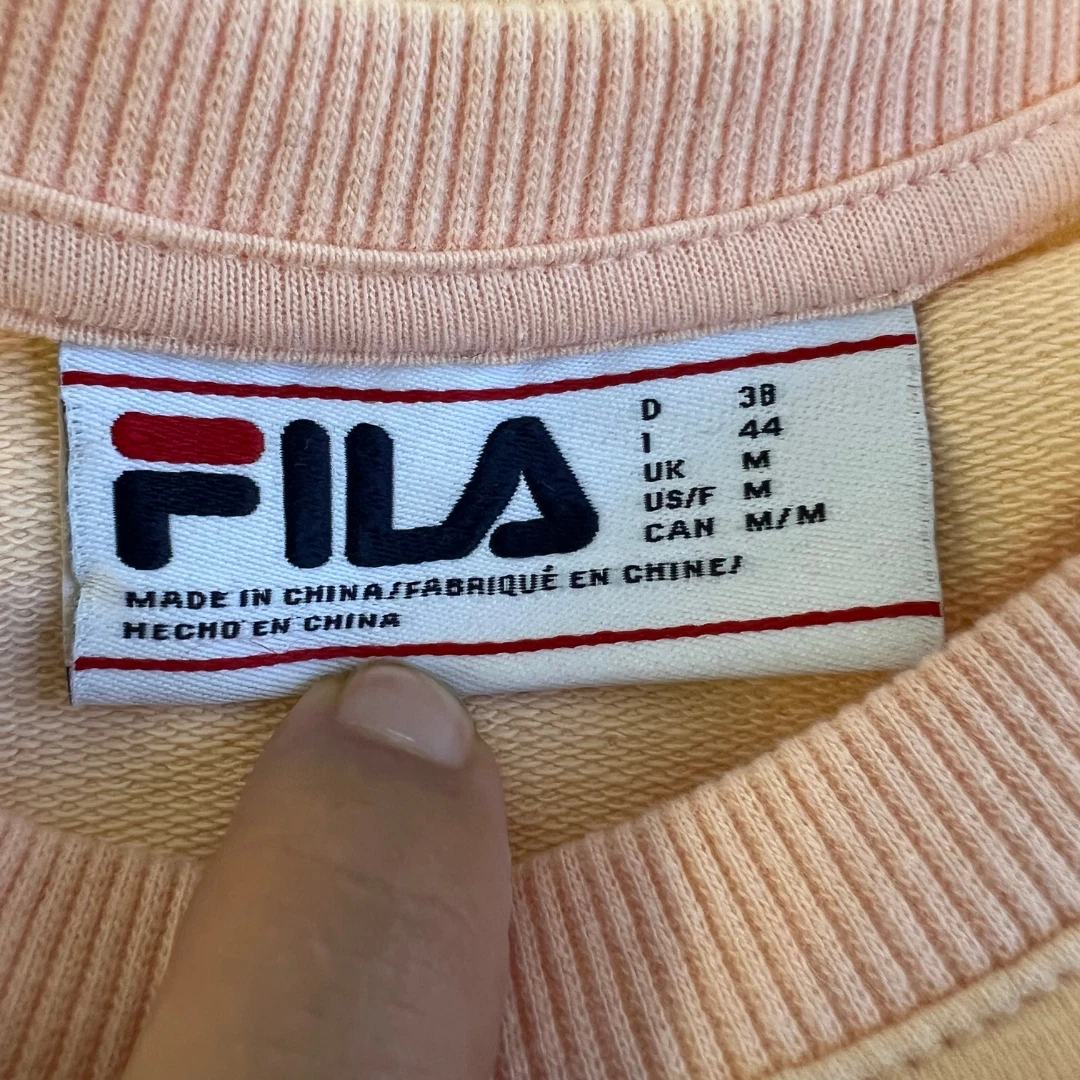 FILA
D 38
I 44
UK M
US/F M
CAN M/M
MADE IN CHINA/FABRIQUÉ EN CHINE/
HECHO EN CHINA